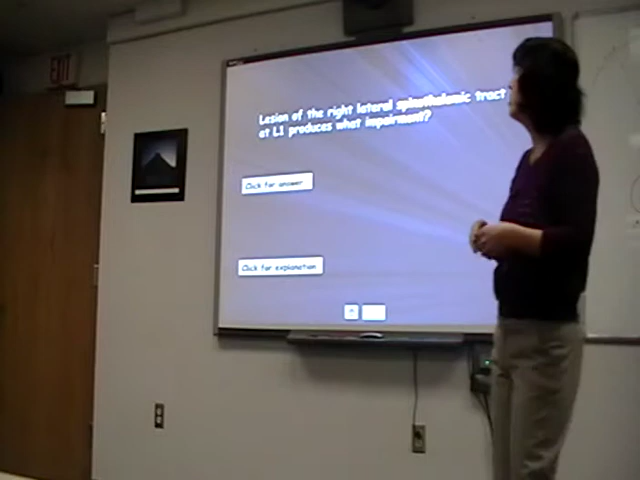 EXIT
Lesion of the right lateral spinothalamic tract
at L1 produces what impairment?
Click for answer
Click for explanation